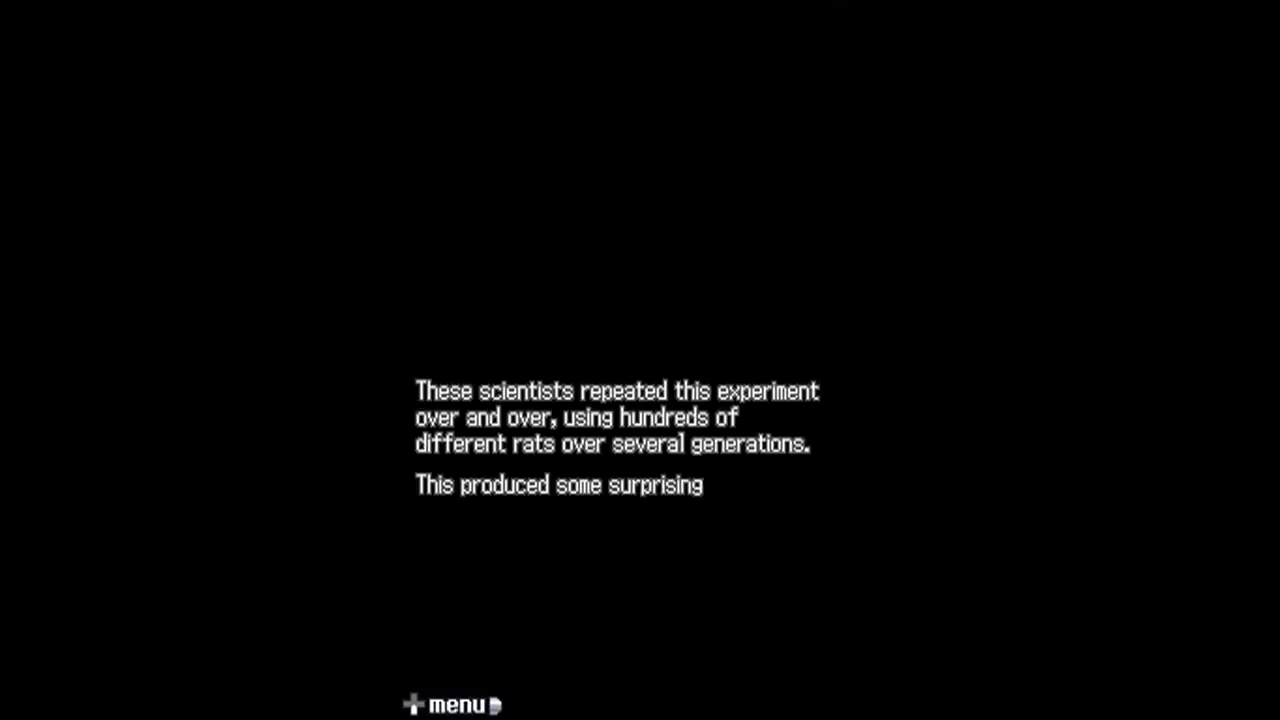 These scientists repeated this experiment
over and over, using hundreds of
different rats over several generations.
This produced some surprising
menu